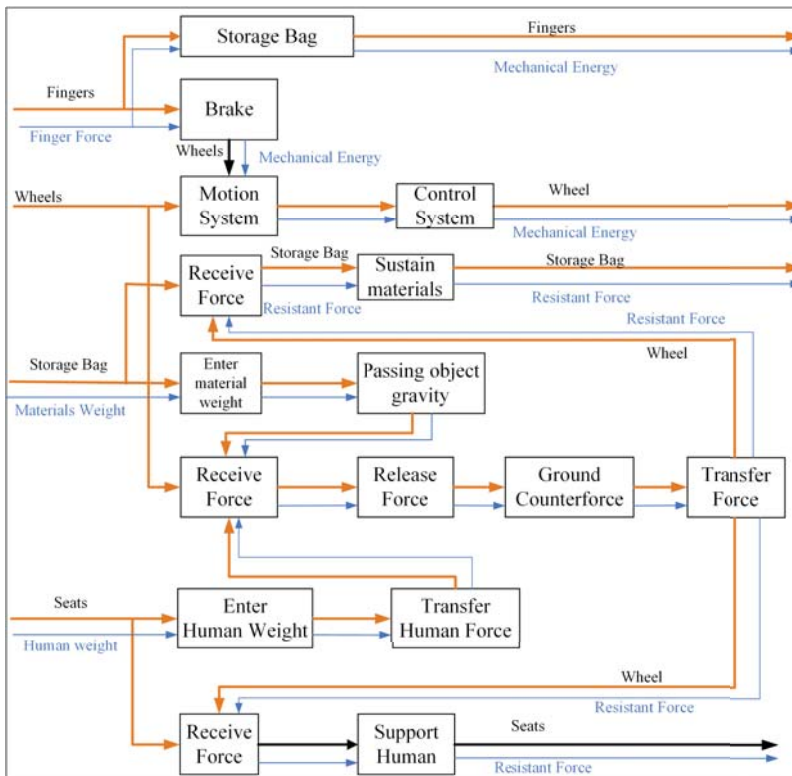 Storage Bag
Fingers
Mechanical Energy
Fingers
Finger Force
Brake
Wheels
Mechanical Energy
Wheels
Motion
System
Control
System
Wheel
Mechanical Energy
Receive
Force
Storage Bag
Resistant Force
Sustain
materials
Storage Bag
Resistant Force
Resistant Force
Wheel
Storage Bag
Materials Weight
Enter
material
weight
Passing object
gravity
Receive
Force
Release
Force
Ground
Counterforce
Transfer
Force
Seats
Human weight
Enter
Human Weight
Transfer
Human Force
Wheel
Resistant Force
Receive
Force
Support
Human
Seats
Resistant Force